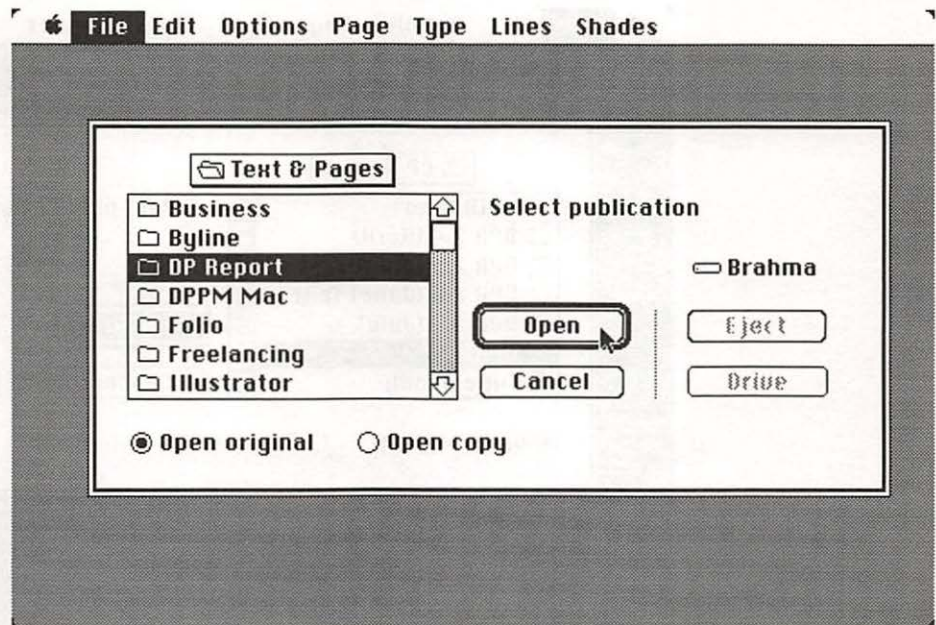 File Edit Options Page Type Lines Shades
Text & Pages
Business
Byline
DP Report
DPPM Mac
Folio
Freelancing
Illustrator
Select publication
Brahma
Open
Eject
Cancel
Drive
Open original
Open copy